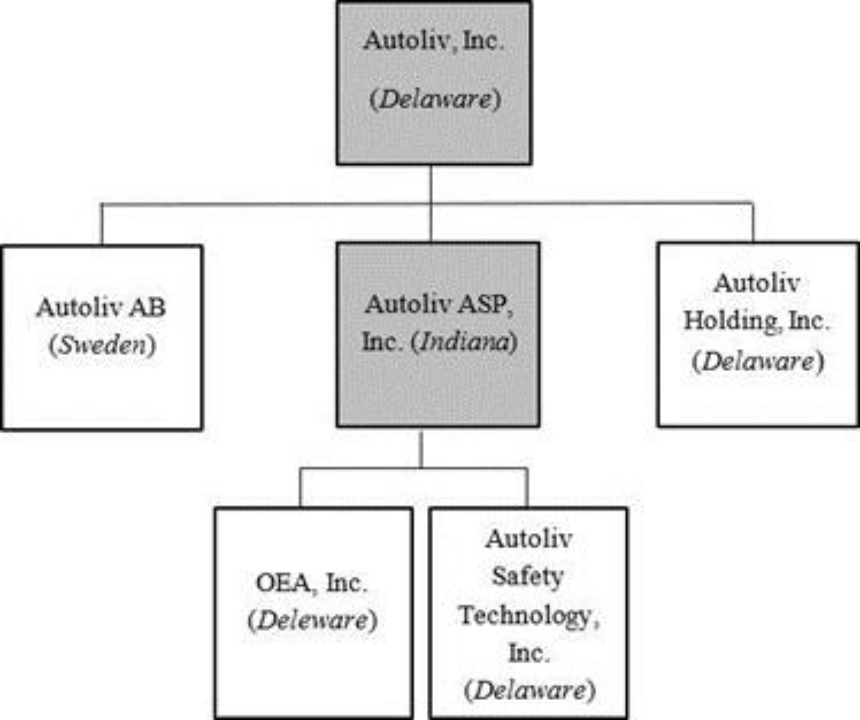 Autoliv, Inc.
(Delaware)
Autoliv AB
(Sweden)
Autoliv ASP,
Inc. (Indiana)
Autoliv
Holding, Inc.
(Delaware)
OEA, Inc.
(Deleware)
Autoliv
Safety
Technology,
Inc.
(Delaware)